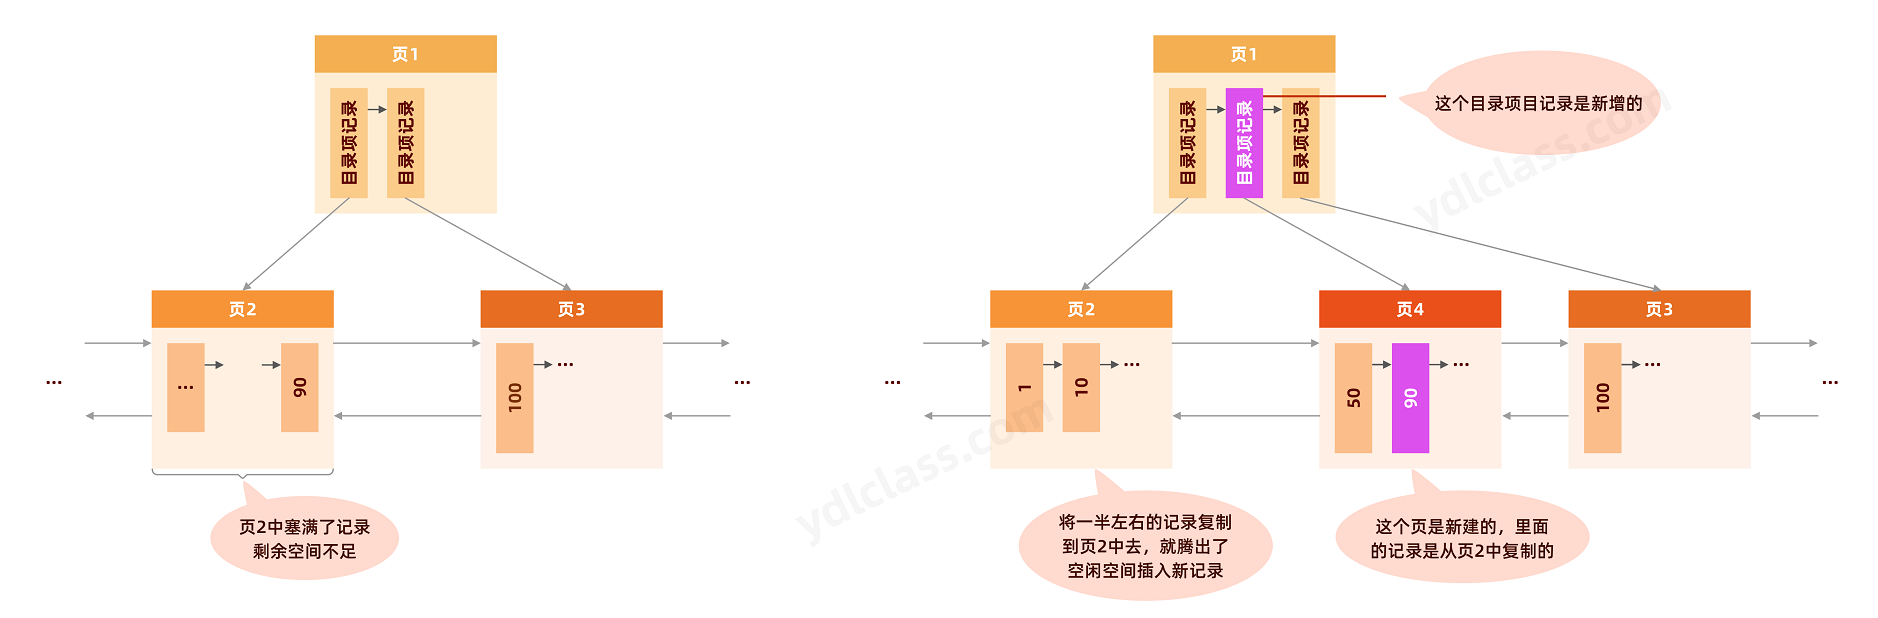 页1
目录项记录
目录项记录
页2
...
90
页3
100
...
...
...
页2中塞满了记录
剩余空间不足
页1
目录项记录
目录项记录
目录项记录
这个目录项目记录是新增的
页2
1
10
...
页4
50
90
...
页3
100
...
...
...
将一半左右的记录复制
到页2中去，就腾出了
空闲空间插入新记录
这个页是新建的，里面
的记录是从页2中复制的
ydlclass.com
ydlclass.com